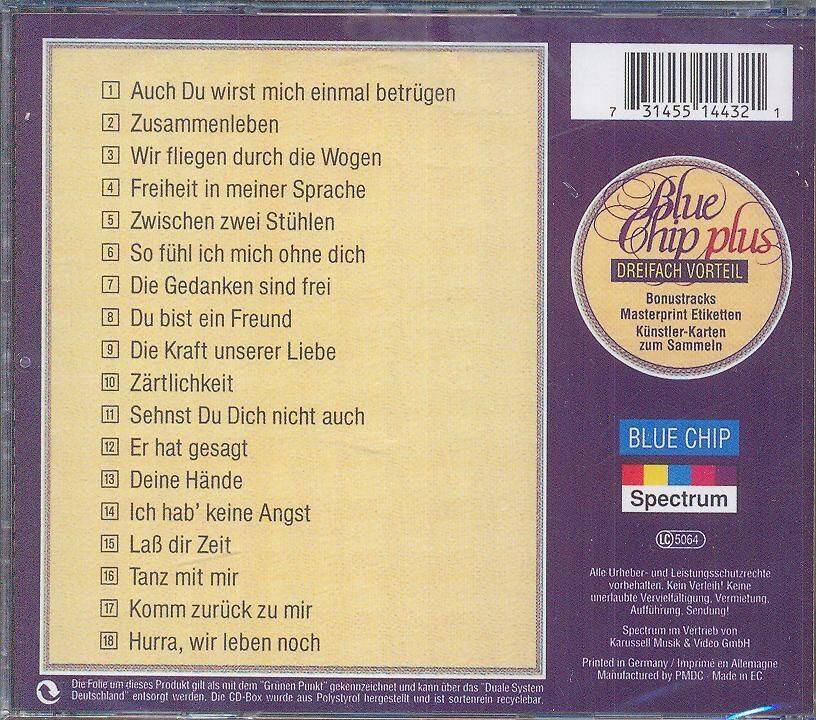 1 Auch Du wirst mich einmal betrügen
2 Zusammenleben
3 Wir fliegen durch die Wogen
4 Freiheit in meiner Sprache
5 Zwischen zwei Stühlen
6 So fühl ich mich ohne dich
7 Die Gedanken sind frei
8 Du bist ein Freund
9 Die Kraft unserer Liebe
10 Zärtlichkeit
11 Sehnst Du Dich nicht auch
12 Er hat gesagt
13 Deine Hände
14 Ich hab' keine Angst
15 Laß dir Zeit
16 Tanz mit mir
17 Komm zurück zu mir
18 Hurra, wir leben noch
7 31455 14432 1
Blue
Chip plus
DREIFACH VORTEIL
Bonustracks
Masterprint Etiketten
Künstler-Karten
zum Sammeln
BLUE CHIP
Spectrum
LC 5064
Alle Urheber- und Leistungsschutzrechte
vorbehalten. Kein Verleih! Keine
unerlaubte Vervielfältigung, Vermietung,
Aufführung, Sendung!
Spectrum im Vertrieb von
Karussell Musik & Video GmbH
Printed in Germany / Imprimé en Allemagne
Manufactured by PMDC · Made in EC
Die Folie um dieses Produkt gilt als mit dem "Grünen Punkt" gekennzeichnet und kann über das "Duale System
Deutschland" entsorgt werden. Die CD-Box wurde aus Polystyrol hergestellt und ist sortenrein recyclebar.